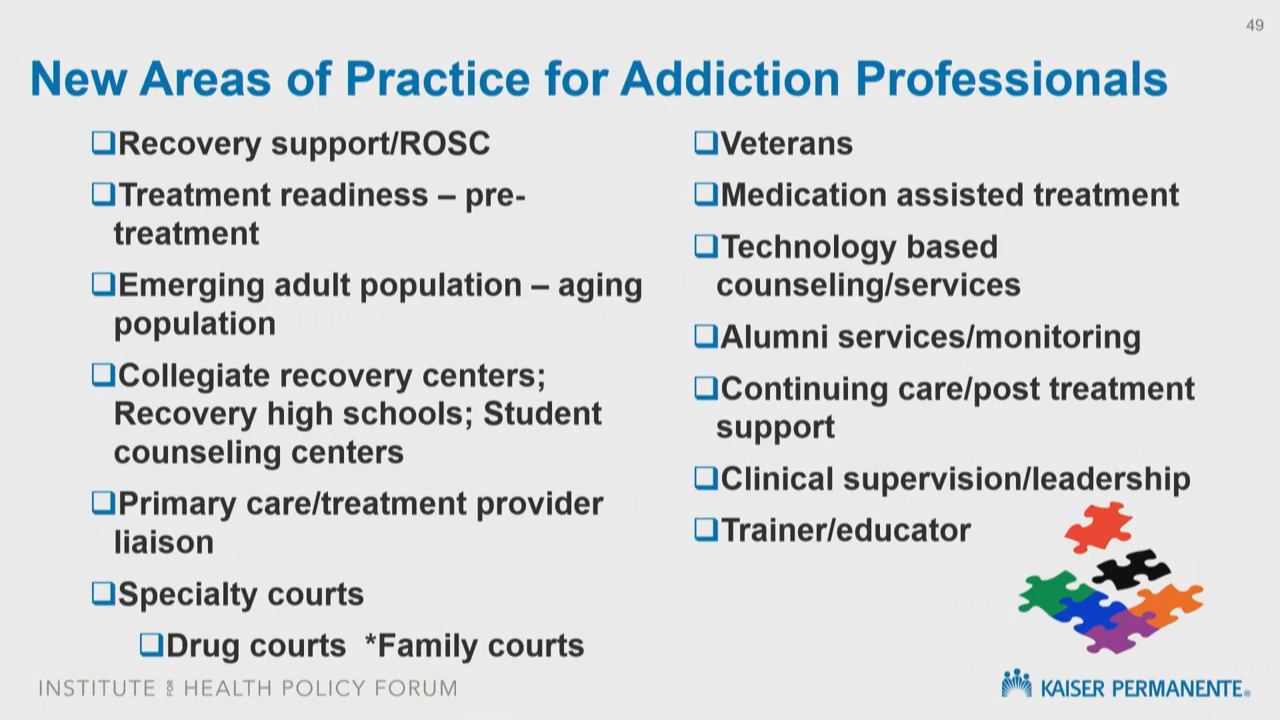 49
New Areas of Practice for Addiction Professionals
❑Recovery support/ROSC
❑Treatment readiness – pre-
treatment
❑Emerging adult population – aging
population
❑Collegiate recovery centers;
Recovery high schools; Student
counseling centers
❑Primary care/treatment provider
liaison
❑Specialty courts
❑Drug courts *Family courts
❑Veterans
❑Medication assisted treatment
❑Technology based
counseling/services
❑Alumni services/monitoring
❑Continuing care/post treatment
support
❑Clinical supervision/leadership
❑Trainer/educator
INSTITUTE FOR HEALTH POLICY FORUM
KAISER PERMANENTE®